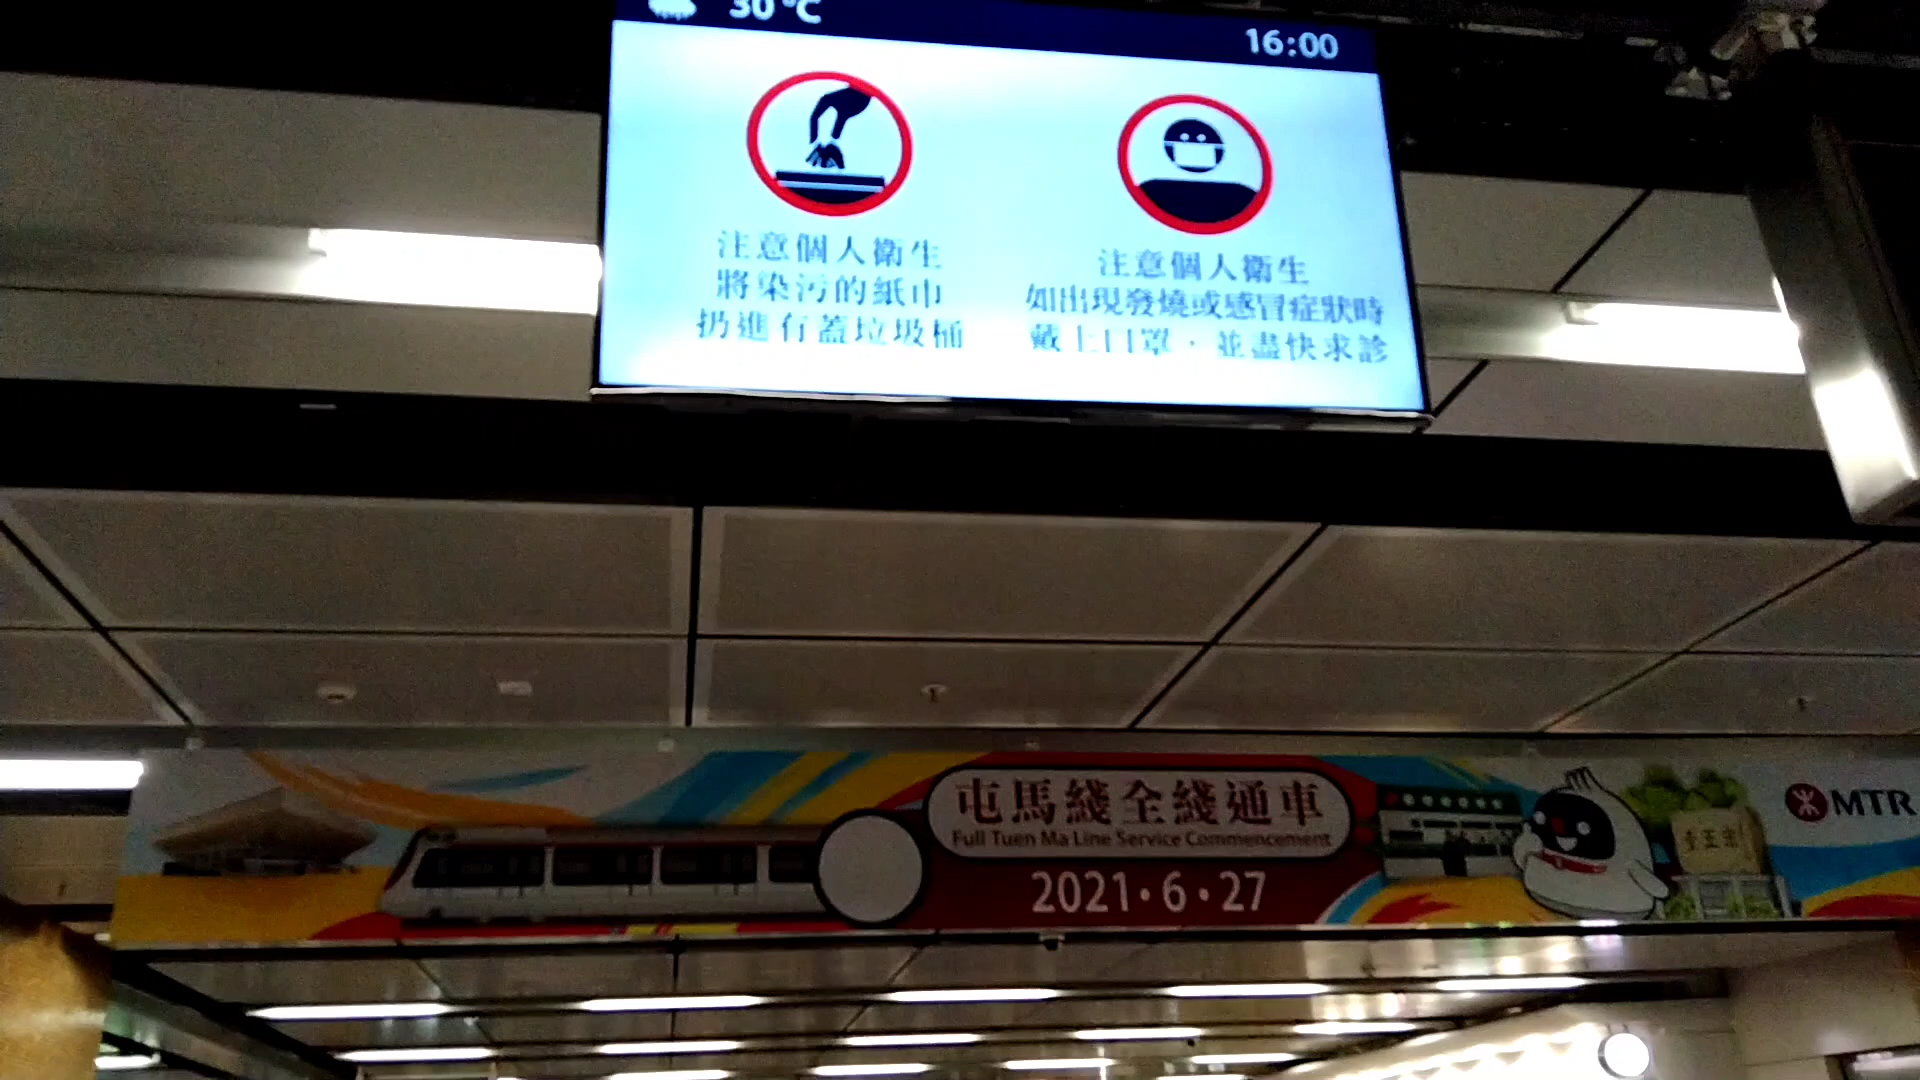 30 °C
16:00
注意個人衞生
將染污的紙巾
扔進有蓋垃圾桶
注意個人衞生
如出現發燒或感冒症狀時
戴上口罩，並盡快求診
屯馬綫全綫通車
Full Tuen Ma Line Service Commencement
2021·6·27
MTR